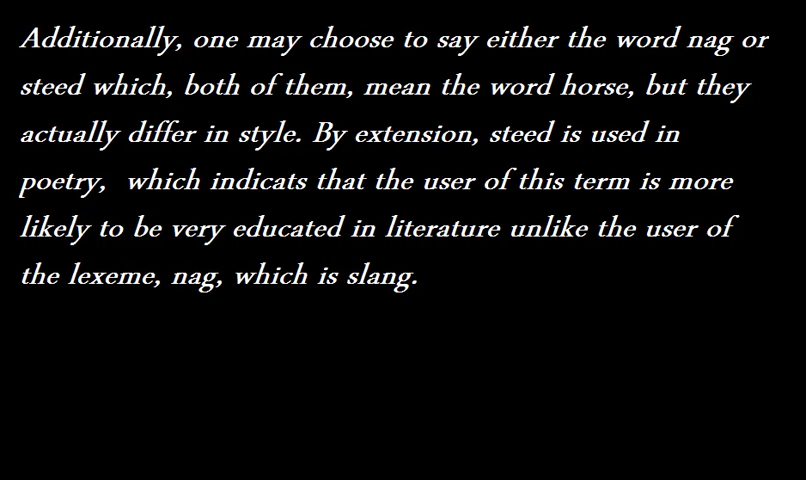 Additionally, one may choose to say either the word nag or
steed which, both of them, mean the word horse, but they
actually differ in style. By extension, steed is used in
poetry,  which indicats that the user of this term is more
likely to be very educated in literature unlike the user of
the lexeme, nag, which is slang.